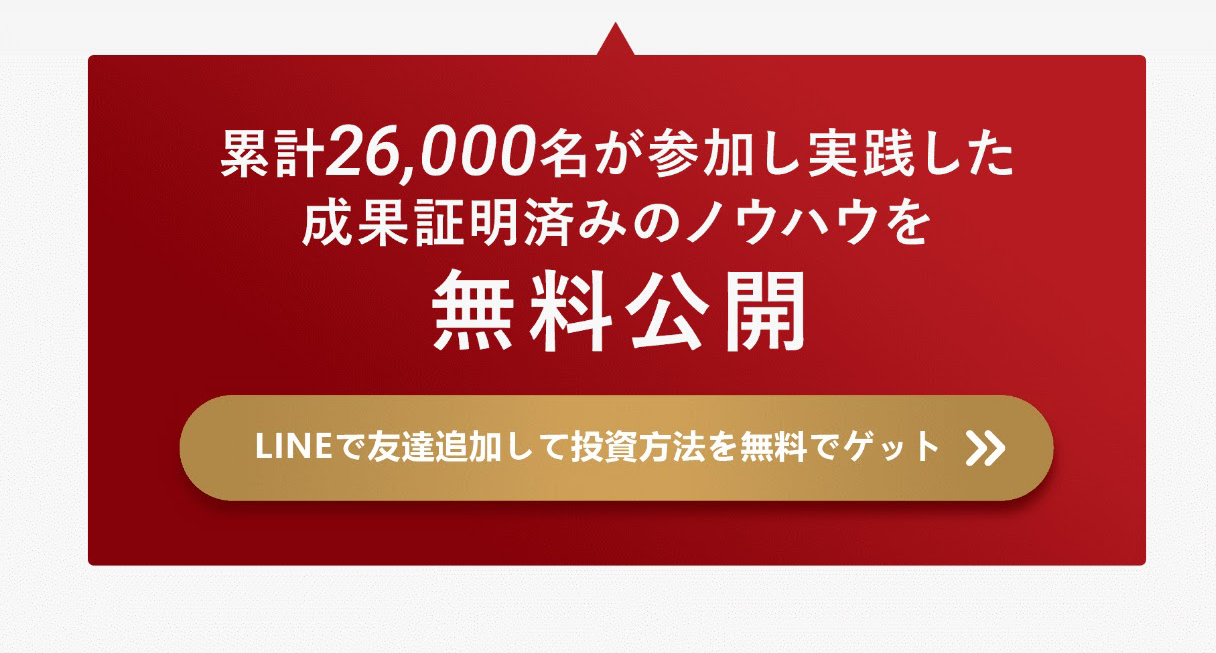 累計26,000名が参加し実践した
成果証明済みのノウハウを
無料公開
LINEで友達追加して投資方法を無料でゲット